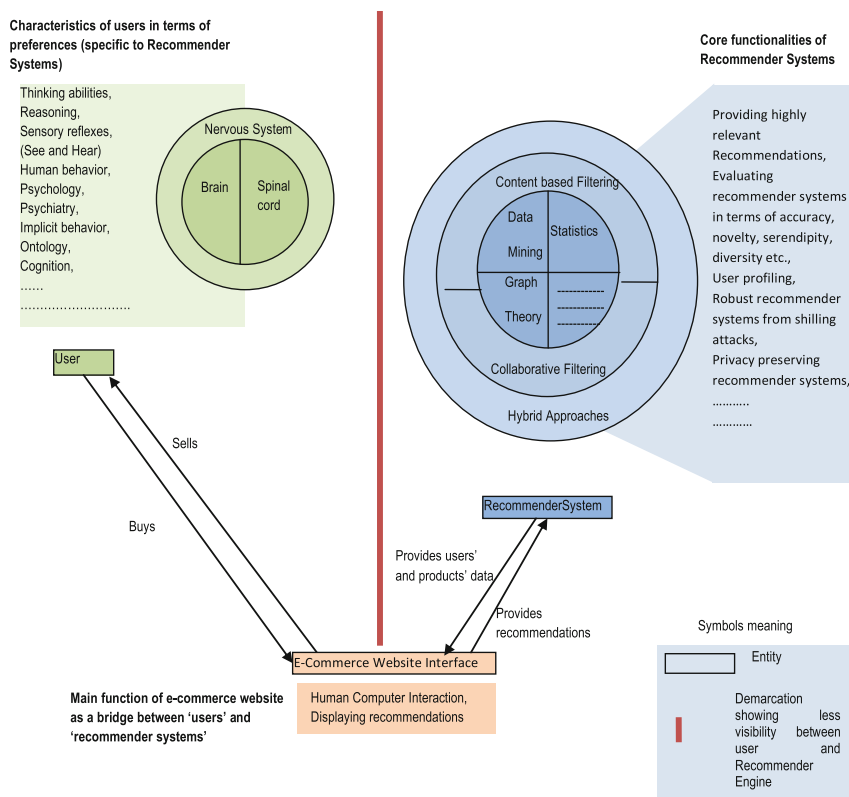 Characteristics of users in terms of
preferences (specific to Recommender
Systems)
Thinking abilities,
Reasoning,
Sensory reflexes,
(See and Hear)
Human behavior,
Psychology,
Psychiatry,
Implicit behavior,
Ontology,
Cognition,
......
............................
Nervous System
Brain
Spinal
cord
Core functionalities of
Recommender Systems
Content based Filtering
Data
Mining
Statistics
Graph
Theory
------------
------------
------------
Collaborative Filtering
Hybrid Approaches
Providing highly
relevant
Recommendations,
Evaluating
recommender systems
in terms of accuracy,
novelty, serendipity,
diversity etc.,
User profiling,
Robust recommender
systems from shilling
attacks,
Privacy preserving
recommender systems,
...........
............
User
Sells
Buys
RecommenderSystem
Provides users’
and products’ data
Provides
recommendations
E-Commerce Website Interface
Human Computer Interaction,
Displaying recommendations
Main function of e-commerce website
as a bridge between ‘users’ and
‘recommender systems’
Symbols meaning
Entity
Demarcation
showing less
visibility between
user and
Recommender
Engine